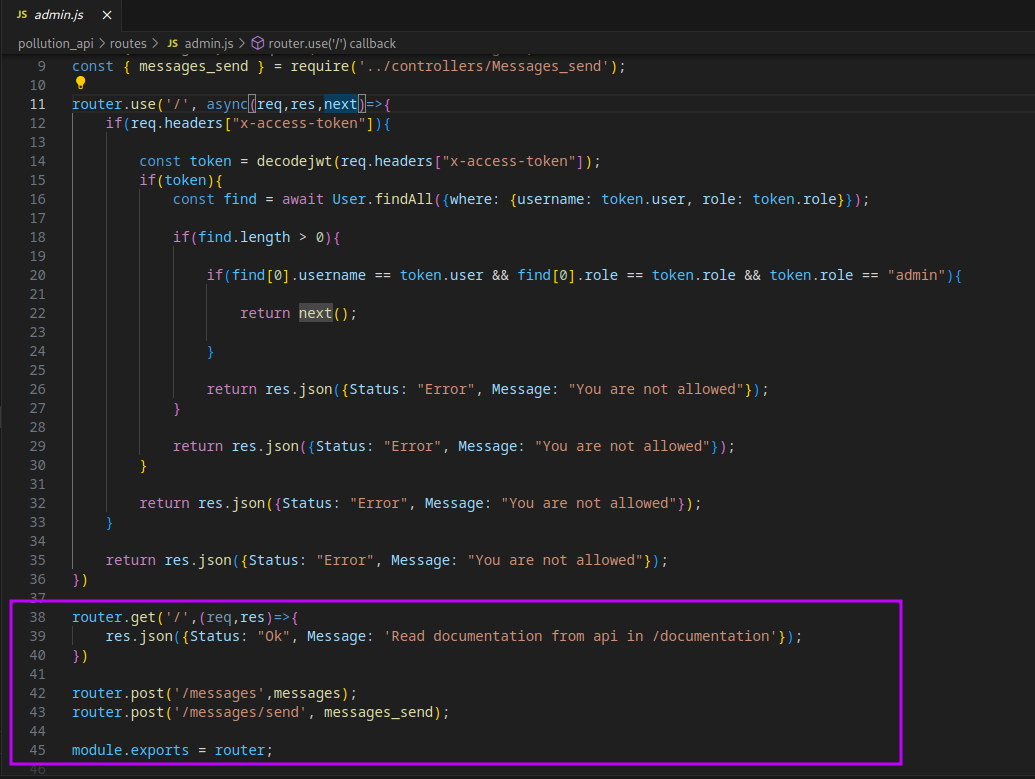 JS admin.js ×
pollution_api > routes > JS admin.js > router.use('/') callback
9 const { messages_send } = require('../controllers/Messages_send');
10
11 router.use('/', async(req,res,next)=>{
12 if(req.headers["x-access-token"]){
13
14 const token = decodejwt(req.headers["x-access-token"]);
15 if(token){
16 const find = await User.findAll({where: {username: token.user, role: token.role}});
17
18 if(find.length > 0){
19
20 if(find[0].username == token.user && find[0].role == token.role && token.role == "admin"){
21
22 return next();
23
24 }
25
26 return res.json({Status: "Error", Message: "You are not allowed"});
27 }
28
29 return res.json({Status: "Error", Message: "You are not allowed"});
30 }
31
32 return res.json({Status: "Error", Message: "You are not allowed"});
33 }
34
35 return res.json({Status: "Error", Message: "You are not allowed"});
36 })
37
38 router.get('/',(req,res)=>{
39 res.json({Status: "Ok", Message: 'Read documentation from api in /documentation'});
40 })
41
42 router.post('/messages',messages);
43 router.post('/messages/send', messages_send);
44
45 module.exports = router;
46